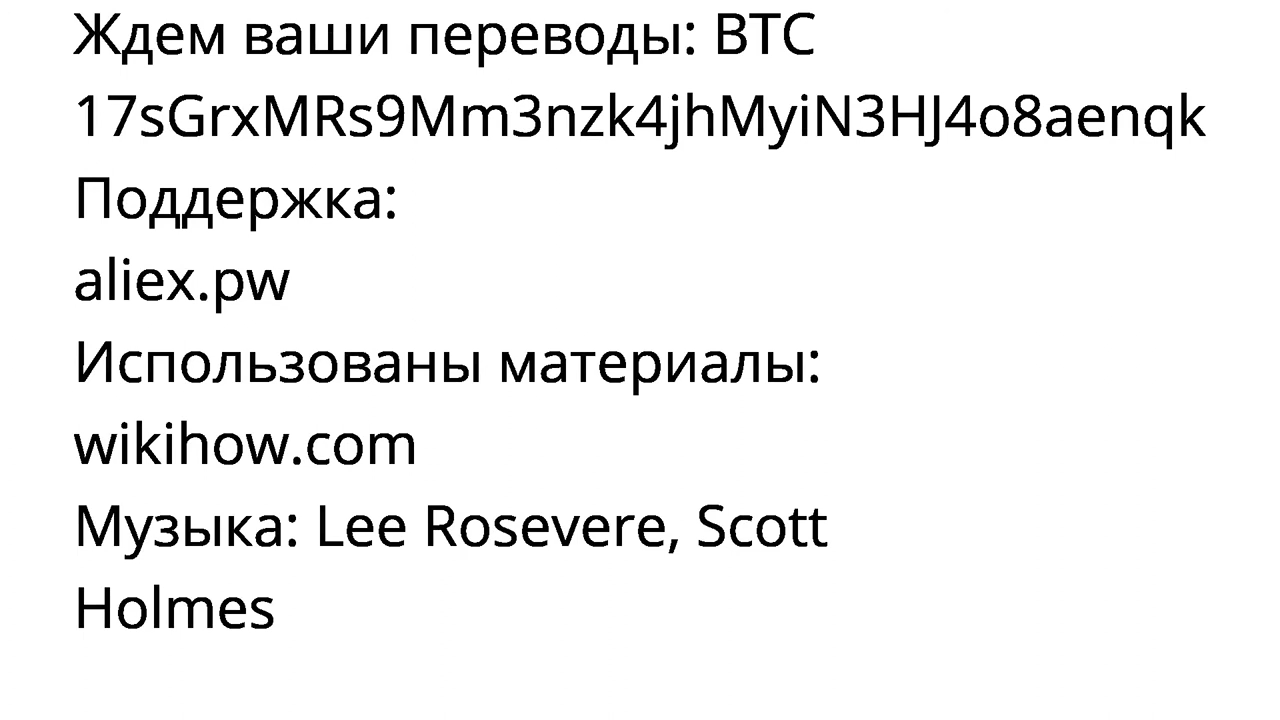 Ждем ваши переводы: BTC
17sGrxMRs9Mm3nzk4jhMyiN3HJ4o8aenqk
Поддержка:
aliex.pw
Использованы материалы:
wikihow.com
Музыка: Lee Rosevere, Scott
Holmes